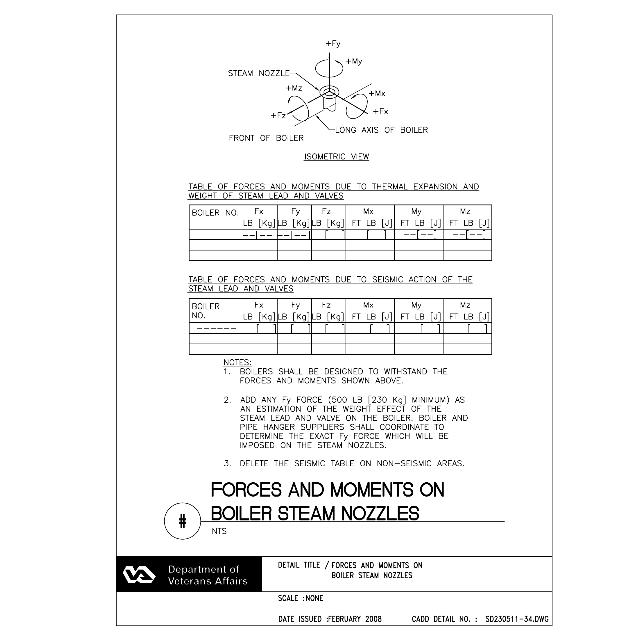 +Fy
+My
STEAM NOZZLE
+Mz
+Mx
+Fz
+Fx
LONG AXIS OF BOILER
FRONT OF BOILER
ISOMETRIC VIEW
TABLE OF FORCES AND MOMENTS DUE TO THERMAL EXPANSION AND
WEIGHT OF STEAM LEAD AND VALVES
BOILER NO. Fx Fy Fz Mx My Mz
LB [Kg] LB [Kg] LB [Kg] FT LB [J] FT LB [J] FT LB [J]
--[--] --[--] [ ] [ ] --[--] --[--]
TABLE OF FORCES AND MOMENTS DUE TO SEISMIC ACTION OF THE
STEAM LEAD AND VALVES
BOILER Fx Fy Fz Mx My Mz
NO. LB [Kg] LB [Kg] LB [Kg] FT LB [J] FT LB [J] FT LB [J]
------ [ ] [ ] [ ] [ ] [ ] [ ]
NOTES:
1. BOILERS SHALL BE DESIGNED TO WITHSTAND THE
FORCES AND MOMENTS SHOWN ABOVE.
2. ADD ANY Fy FORCE (500 LB [230 Kg] MINIMUM) AS
AN ESTIMATION OF THE WEIGHT EFFECT OF THE
STEAM LEAD AND VALVE ON THE BOILER. BOILER AND
PIPE HANGER SUPPLIERS SHALL COORDINATE TO
DETERMINE THE EXACT Fy FORCE WHICH WILL BE
IMPOSED ON THE STEAM NOZZLES.
3. DELETE THE SEISMIC TABLE ON NON-SEISMIC AREAS.
FORCES AND MOMENTS ON
# BOILER STEAM NOZZLES
NTS
Department of
Veterans Affairs
DETAIL TITLE / FORCES AND MOMENTS ON
BOILER STEAM NOZZLES
SCALE :NONE
DATE ISSUED :FEBRUARY 2008 CADD DETAIL NO. : SD230511-34.DWG